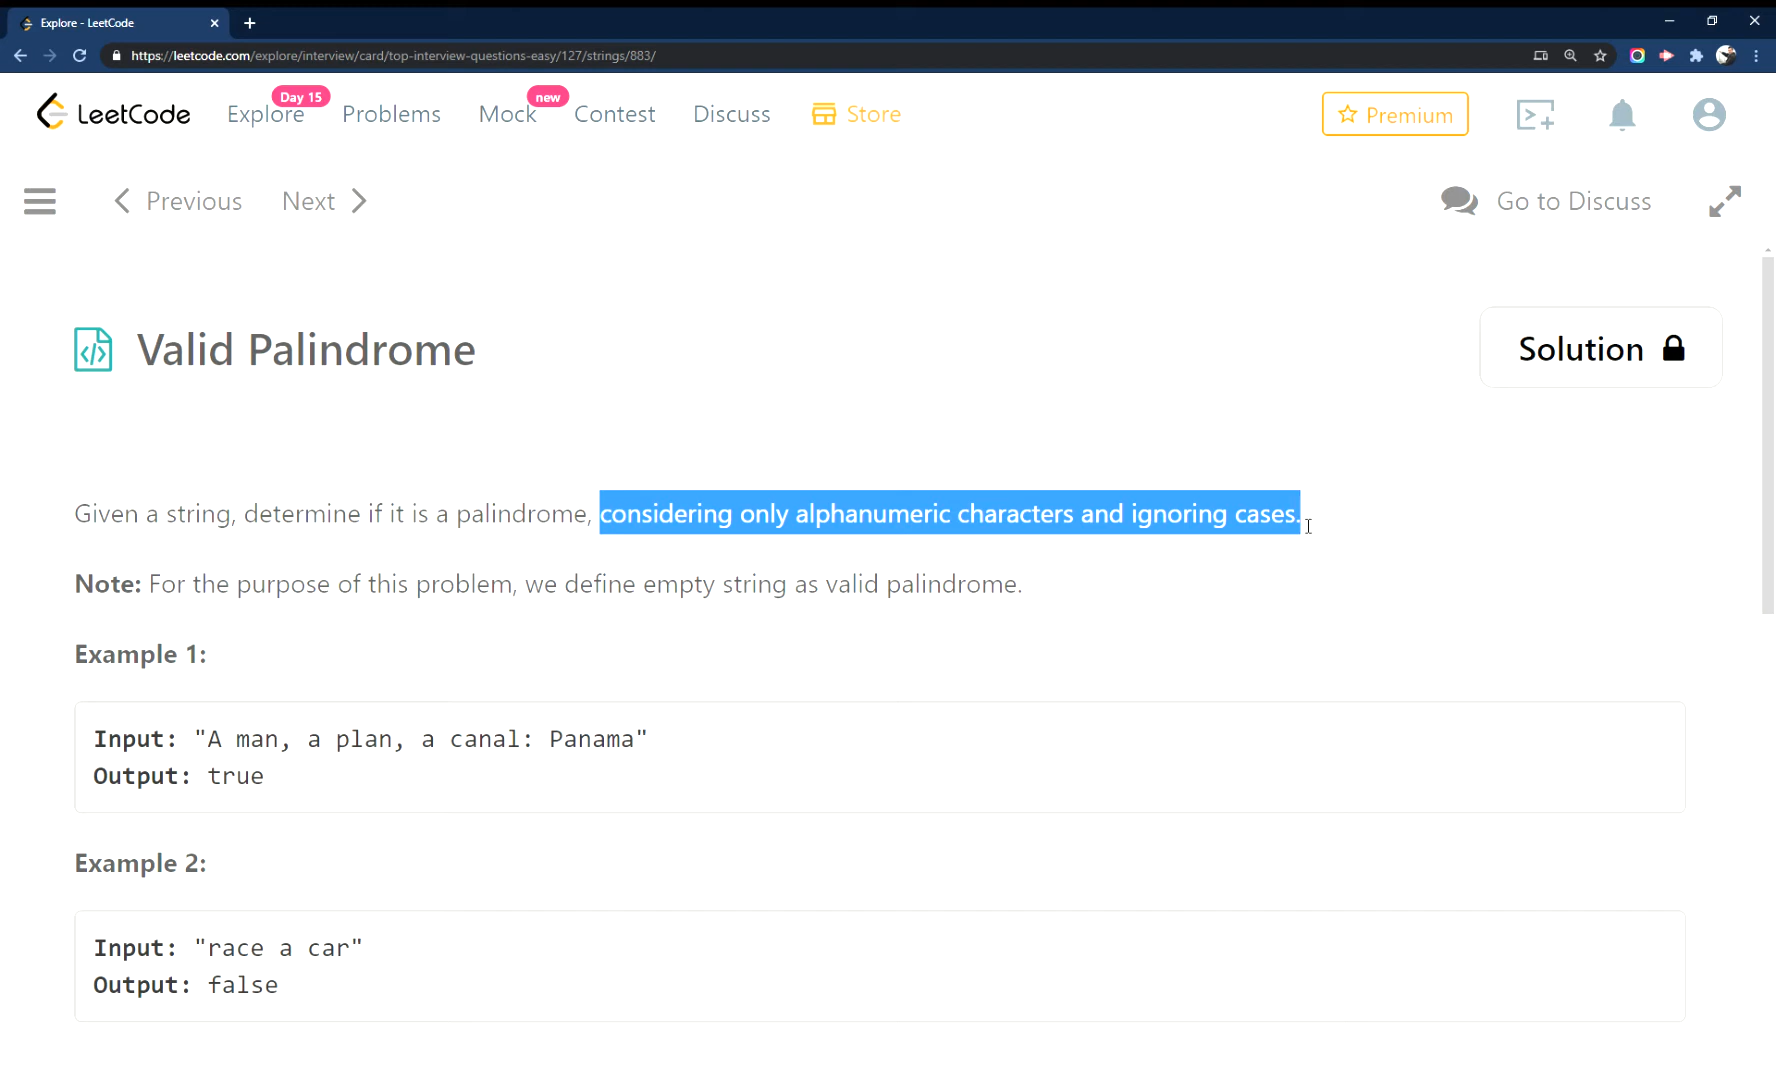 Explore - LeetCode
https://leetcode.com/explore/interview/card/top-interview-questions-easy/127/strings/883/
LeetCode
Explore
Day 15
Problems
Mock
new
Contest
Discuss
Store
Premium
Previous
Next
Go to Discuss
Valid Palindrome
Solution
Given a string, determine if it is a palindrome, considering only alphanumeric characters and ignoring cases.
Note: For the purpose of this problem, we define empty string as valid palindrome.
Example 1:
Input: "A man, a plan, a canal: Panama"
Output: true
Example 2:
Input: "race a car"
Output: false